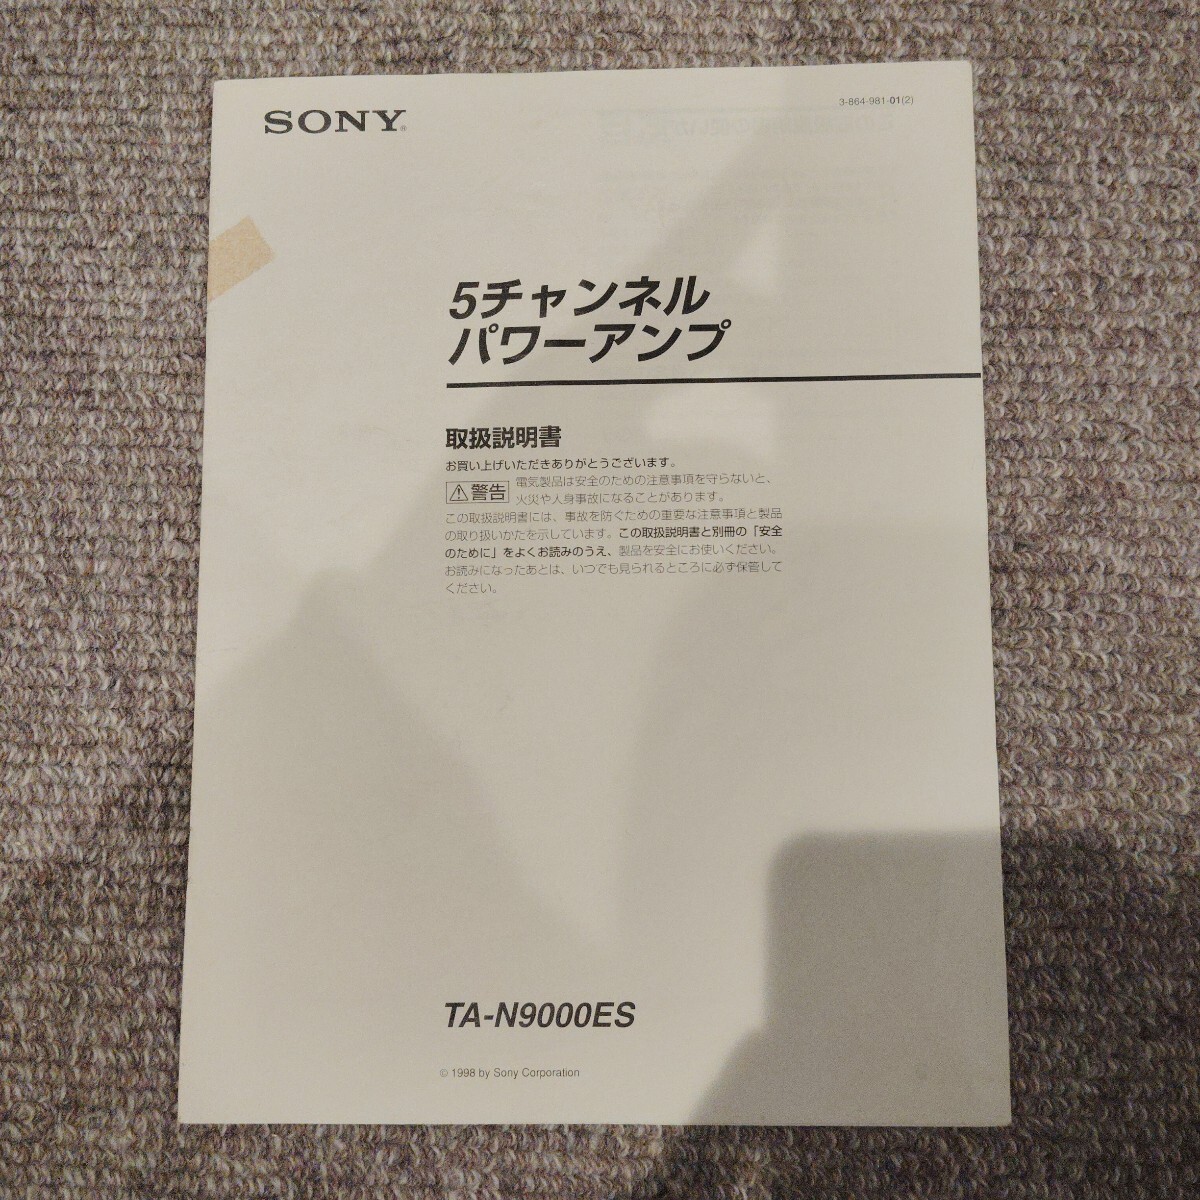 SONY®
3-864-981-01(2)
5チャンネル
パワーアンプ
取扱説明書
お買い上げいただきありがとうございます。
⚠警告 電気製品は安全のための注意事項を守らないと、
火災や人身事故になることがあります。
この取扱説明書には、事故を防ぐための重要な注意事項と製品
の取り扱いかたを示しています。この取扱説明書と別冊の「安全
のために」をよくお読みのうえ、製品を安全にお使いください。
お読みになったあとは、いつでも見られるところに必ず保管して
ください。
TA-N9000ES
© 1998 by Sony Corporation